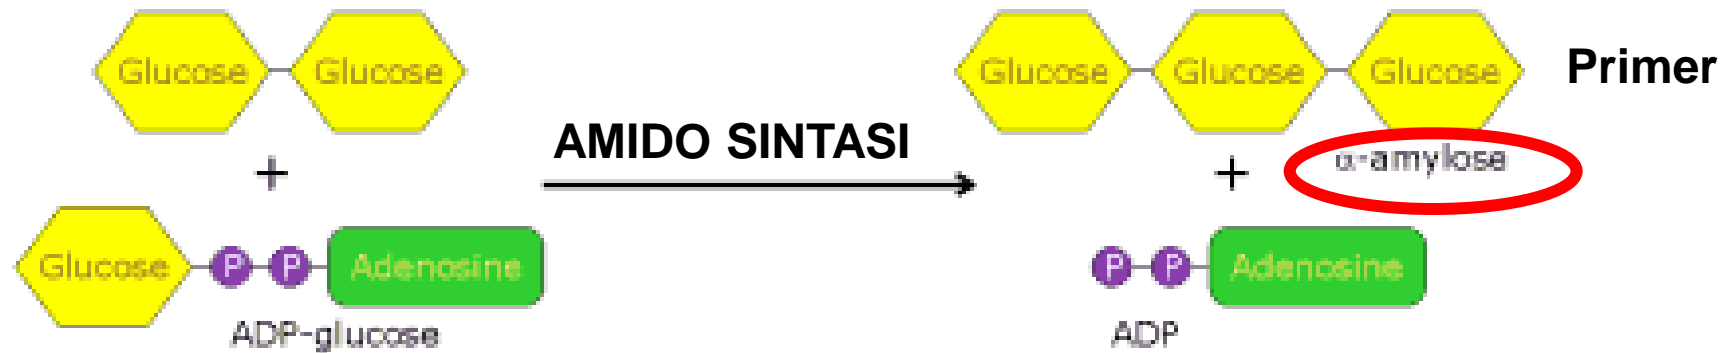 Glucose Glucose
Glucose Glucose Glucose Primer
AMIDO SINTASI
+
+ α-amylose
Glucose P P Adenosine
P P Adenosine
ADP-glucose
ADP